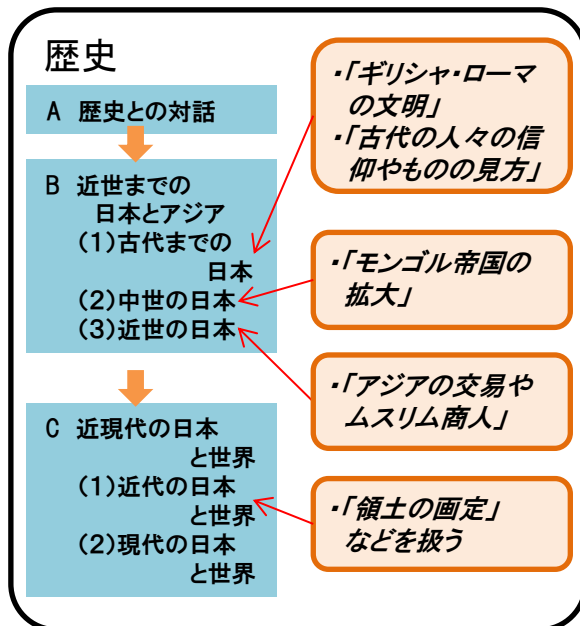 歴史
A 歴史との対話
B 近世までの
日本とアジア
(1)古代までの
日本
(2)中世の日本
(3)近世の日本
C 近現代の日本
と世界
(1)近代の日本
と世界
(2)現代の日本
と世界
・「ギリシャ・ローマ
の文明」
・「古代の人々の信
仰やものの見方」
・「モンゴル帝国の
拡大」
・「アジアの交易や
ムスリム商人」
・「領土の画定」
などを扱う